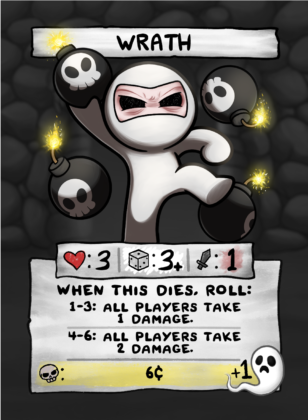 WRATH
:3 :3+ :1
WHEN THIS DIES, ROLL:
1-3: ALL PLAYERS TAKE
1 DAMAGE.
4-6: ALL PLAYERS TAKE
2 DAMAGE.
: 6¢ +1